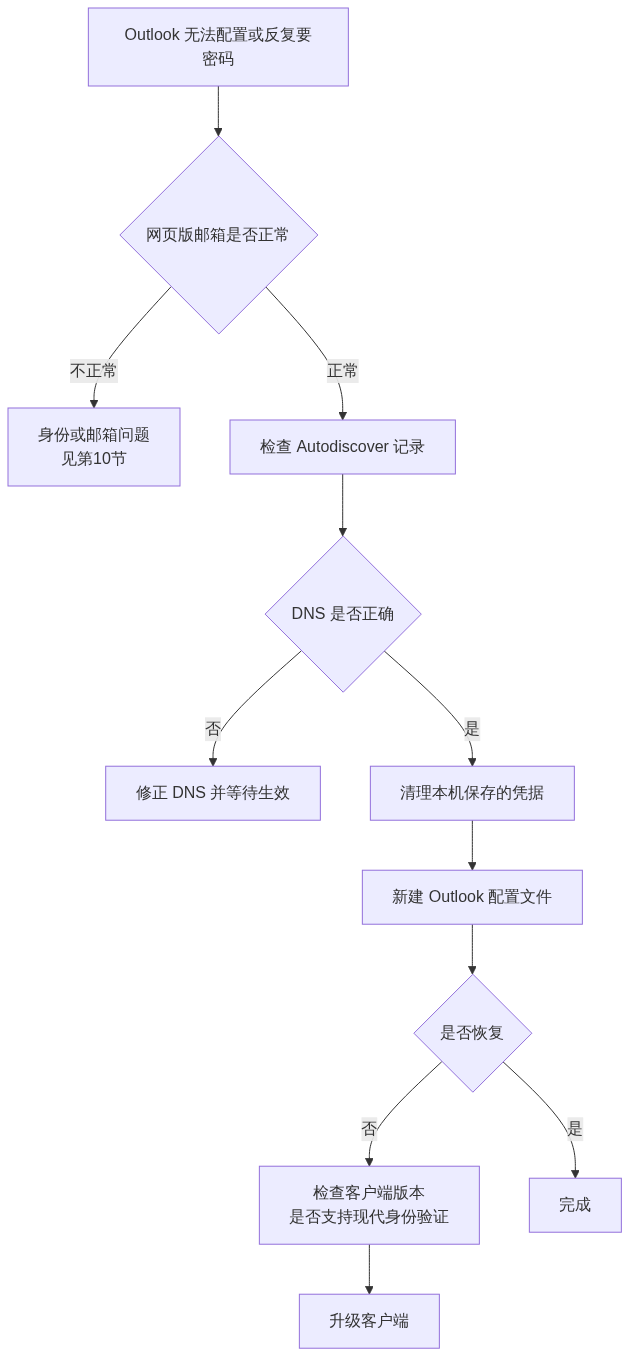 Outlook 无法配置或反复要
密码
网页版邮箱是否正常
不正常
正常
身份或邮箱问题
见第10节
检查 Autodiscover 记录
DNS 是否正确
否
是
修正 DNS 并等待生效
清理本机保存的凭据
新建 Outlook 配置文件
是否恢复
否
是
检查客户端版本
是否支持现代身份验证
完成
升级客户端